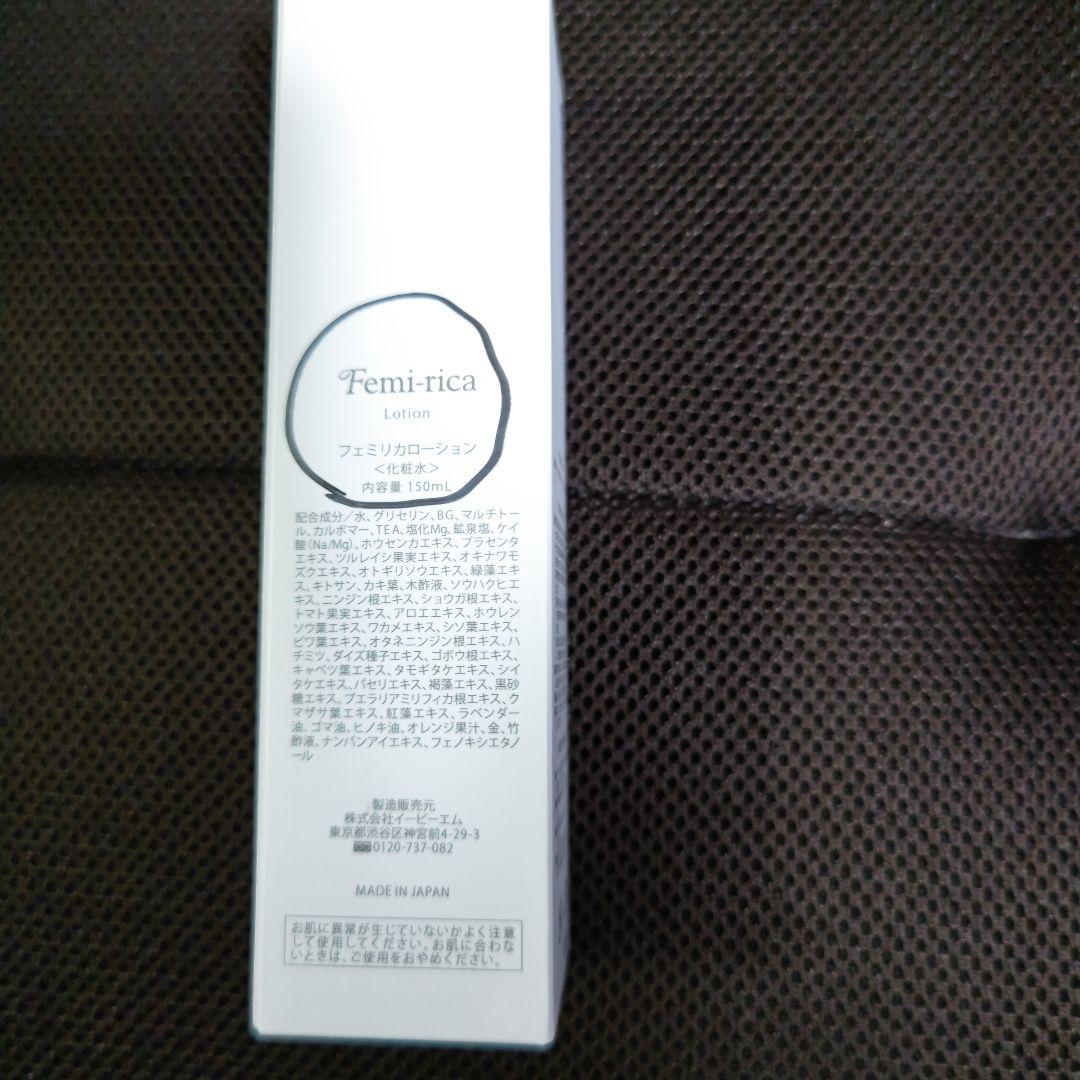 Femi-rica
Lotion
フェミリカローション
＜化粧水＞
内容量 150mL
配合成分／水、グリセリン、BG、マルチトー
ル、カルボマー、TEA、塩化Mg、鉱泉塩、ケイ
酸（Na/Mg）、ホウセンカエキス、プラセンタ
エキス、ツルレイシ果実エキス、オキナワモ
ズクエキス、オトギリソウエキス、緑藻エキ
ス、キトサン、カキ葉、木酢液、ソウハクヒエ
キス、ニンジン根エキス、ショウガ根エキス、
トマト果実エキス、アロエエキス、ホウレン
ソウ葉エキス、ワカメエキス、シソ葉エキス、
ビワ葉エキス、オタネニンジン根エキス、ハ
チミツ、ダイズ種子エキス、ゴボウ根エキス、
キャベツ葉エキス、タモギタケエキス、シイ
タケエキス、パセリエキス、褐藻エキス、黒砂
糖エキス、プエラリアミリフィカ根エキス、ク
マザサ葉エキス、紅藻エキス、ラベンダー
油、ゴマ油、ヒノキ油、オレンジ果汁、金、竹
酢液、ナンバンアイエキス、フェノキシエタノ
ール
製造販売元
株式会社イービーエム
東京都渋谷区神宮前4-29-3
0120-737-082
MADE IN JAPAN
お肌に異常が生じていないかよく注意
して使用してください。お肌に合わな
いときは、ご使用をおやめください。